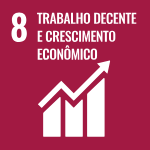 8 TRABALHO DECENTE
E CRESCIMENTO
ECONÔMICO